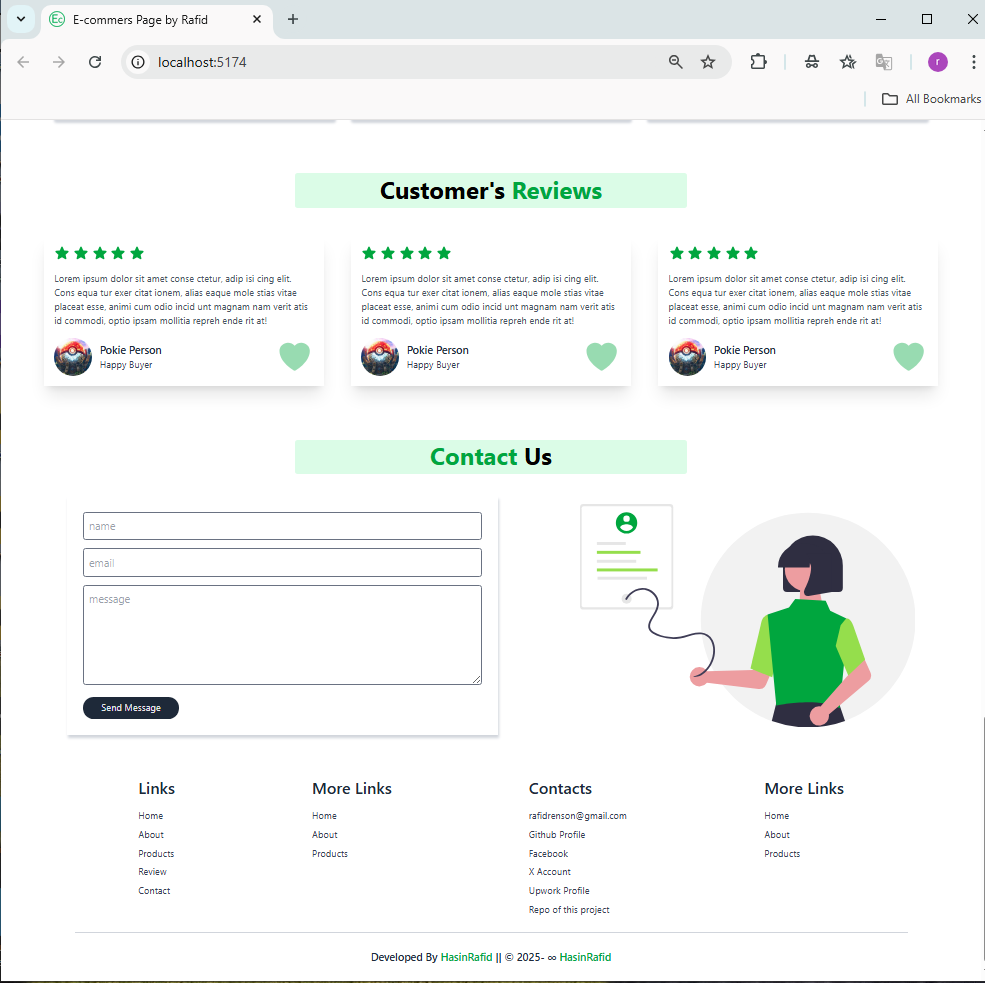 E-commers Page by Rafid
localhost:5174
r
All Bookmarks
Customer's Reviews
Lorem ipsum dolor sit amet conse ctetur, adip isi cing elit.
Cons equa tur exer citat ionem, alias eaque mole stias vitae
placeat esse, animi cum odio incid unt magnam nam verit atis
id commodi, optio ipsam mollitia repreh ende rit at!
Pokie Person
Happy Buyer
Lorem ipsum dolor sit amet conse ctetur, adip isi cing elit.
Cons equa tur exer citat ionem, alias eaque mole stias vitae
placeat esse, animi cum odio incid unt magnam nam verit atis
id commodi, optio ipsam mollitia repreh ende rit at!
Pokie Person
Happy Buyer
Lorem ipsum dolor sit amet conse ctetur, adip isi cing elit.
Cons equa tur exer citat ionem, alias eaque mole stias vitae
placeat esse, animi cum odio incid unt magnam nam verit atis
id commodi, optio ipsam mollitia repreh ende rit at!
Pokie Person
Happy Buyer
Contact Us
name
email
message
Send Message
Links
Home
About
Products
Review
Contact
More Links
Home
About
Products
Contacts
rafidrenson@gmail.com
Github Profile
Facebook
X Account
Upwork Profile
Repo of this project
More Links
Home
About
Products
Developed By HasinRafid || © 2025- ∞ HasinRafid